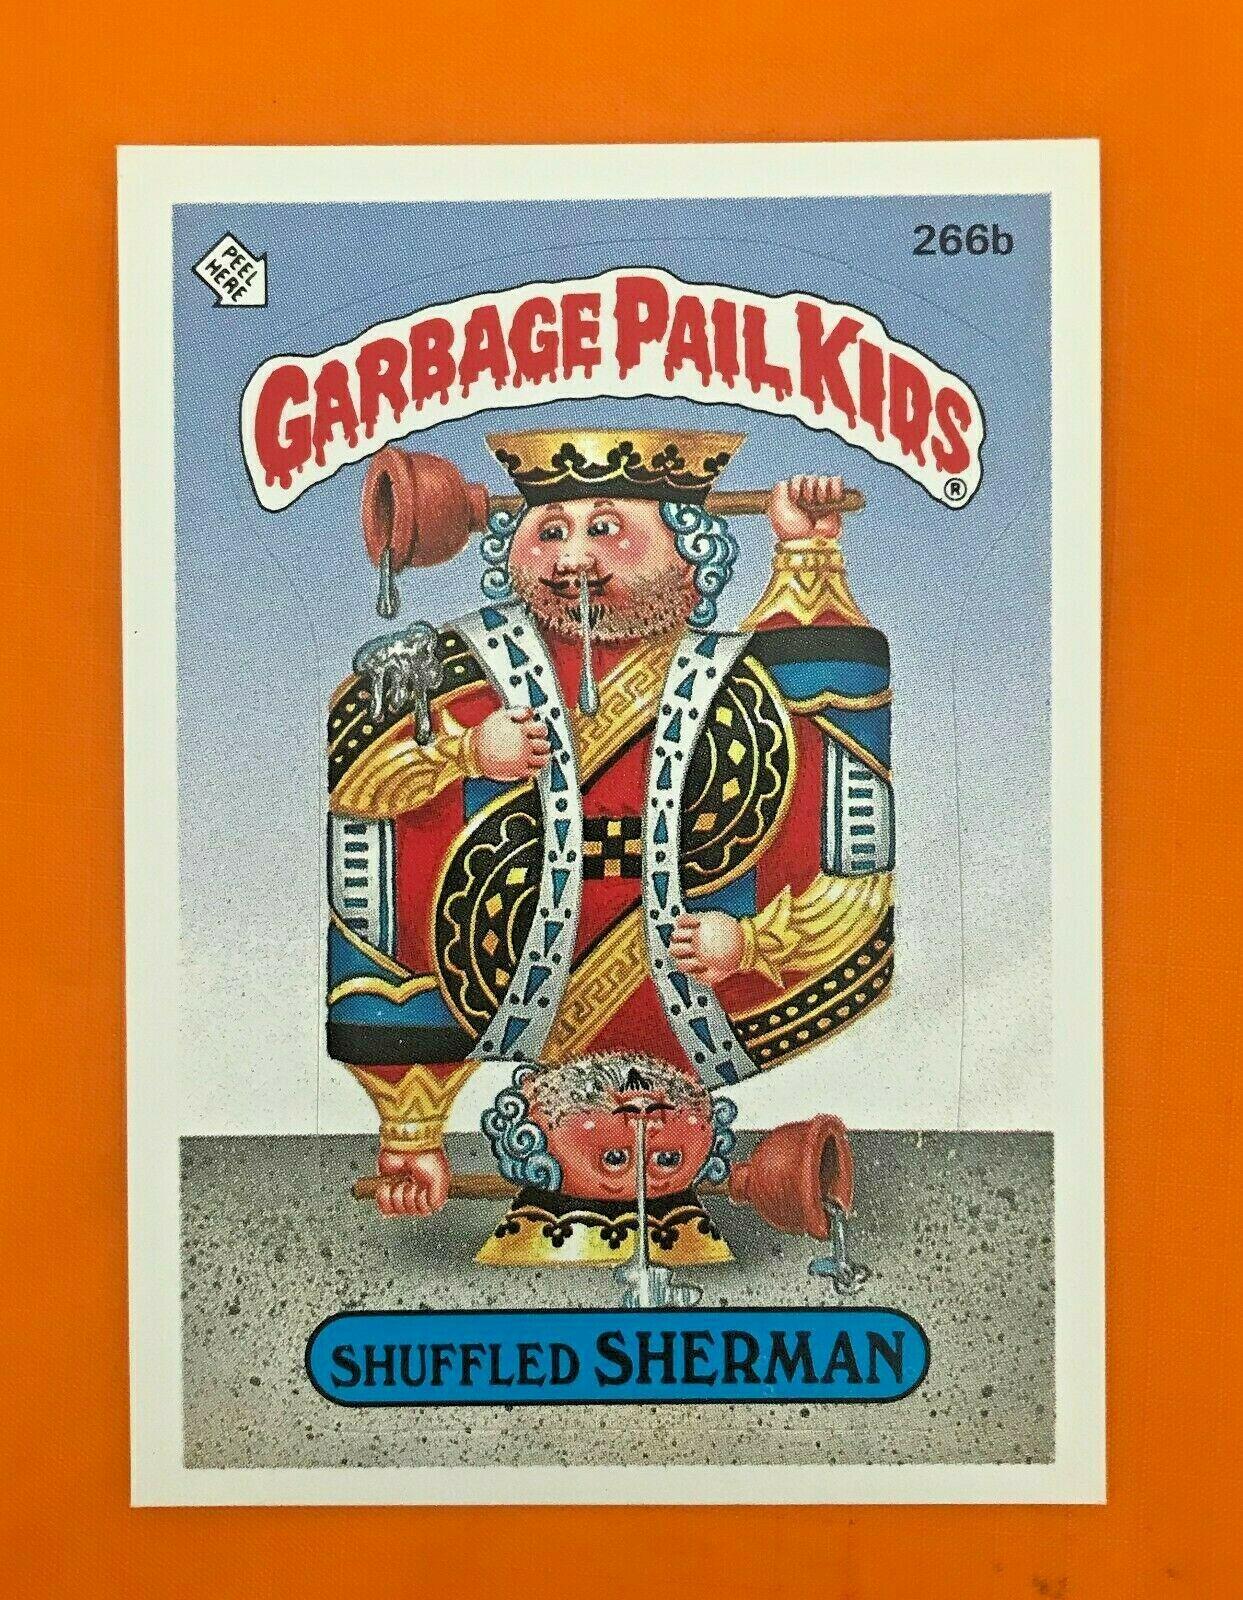 PEEL
HERE
266b
GARBAGE PAIL KIDS
®
SHUFFLED SHERMAN